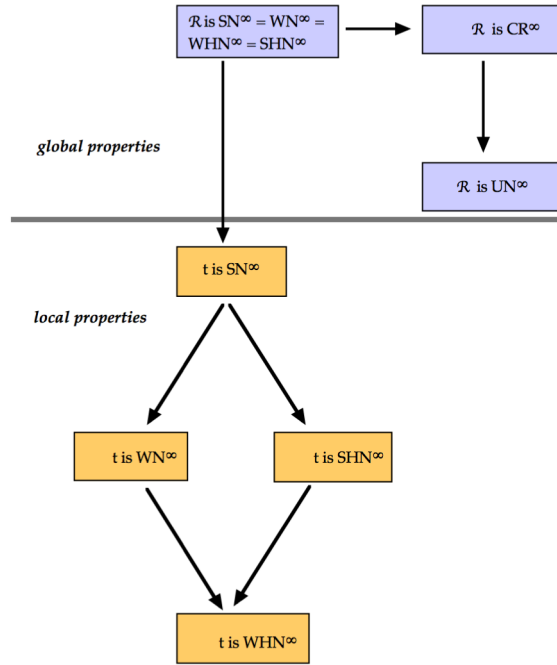 ℛ is SN∞ = WN∞ =
WHN∞ = SHN∞
ℛ is CR∞
global properties
ℛ is UN∞
t is SN∞
local properties
t is WN∞
t is SHN∞
t is WHN∞